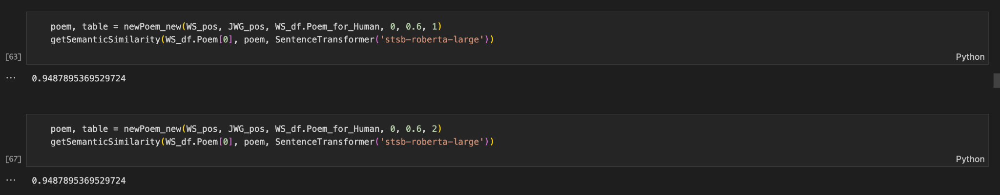 poem, table = newPoem_new(WS_pos, JWG_pos, WS_df.Poem_for_Human, 0, 0.6, 1)
getSemanticSimilarity(WS_df.Poem[0], poem, SentenceTransformer('stsb-roberta-large'))
[63]
Python
... 0.9487895369529724
poem, table = newPoem_new(WS_pos, JWG_pos, WS_df.Poem_for_Human, 0, 0.6, 2)
getSemanticSimilarity(WS_df.Poem[0], poem, SentenceTransformer('stsb-roberta-large'))
[67]
Python
... 0.9487895369529724